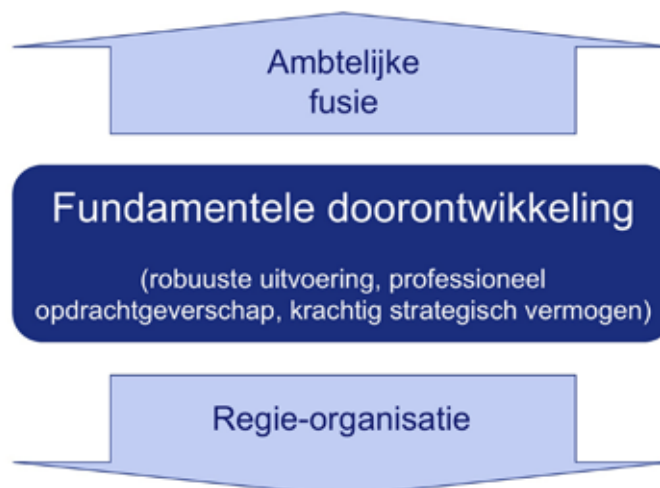 Ambtelijke
fusie
Fundamentele doorontwikkeling
(robuuste uitvoering, professioneel
opdrachtgeverschap, krachtig strategisch vermogen)
Regie-organisatie